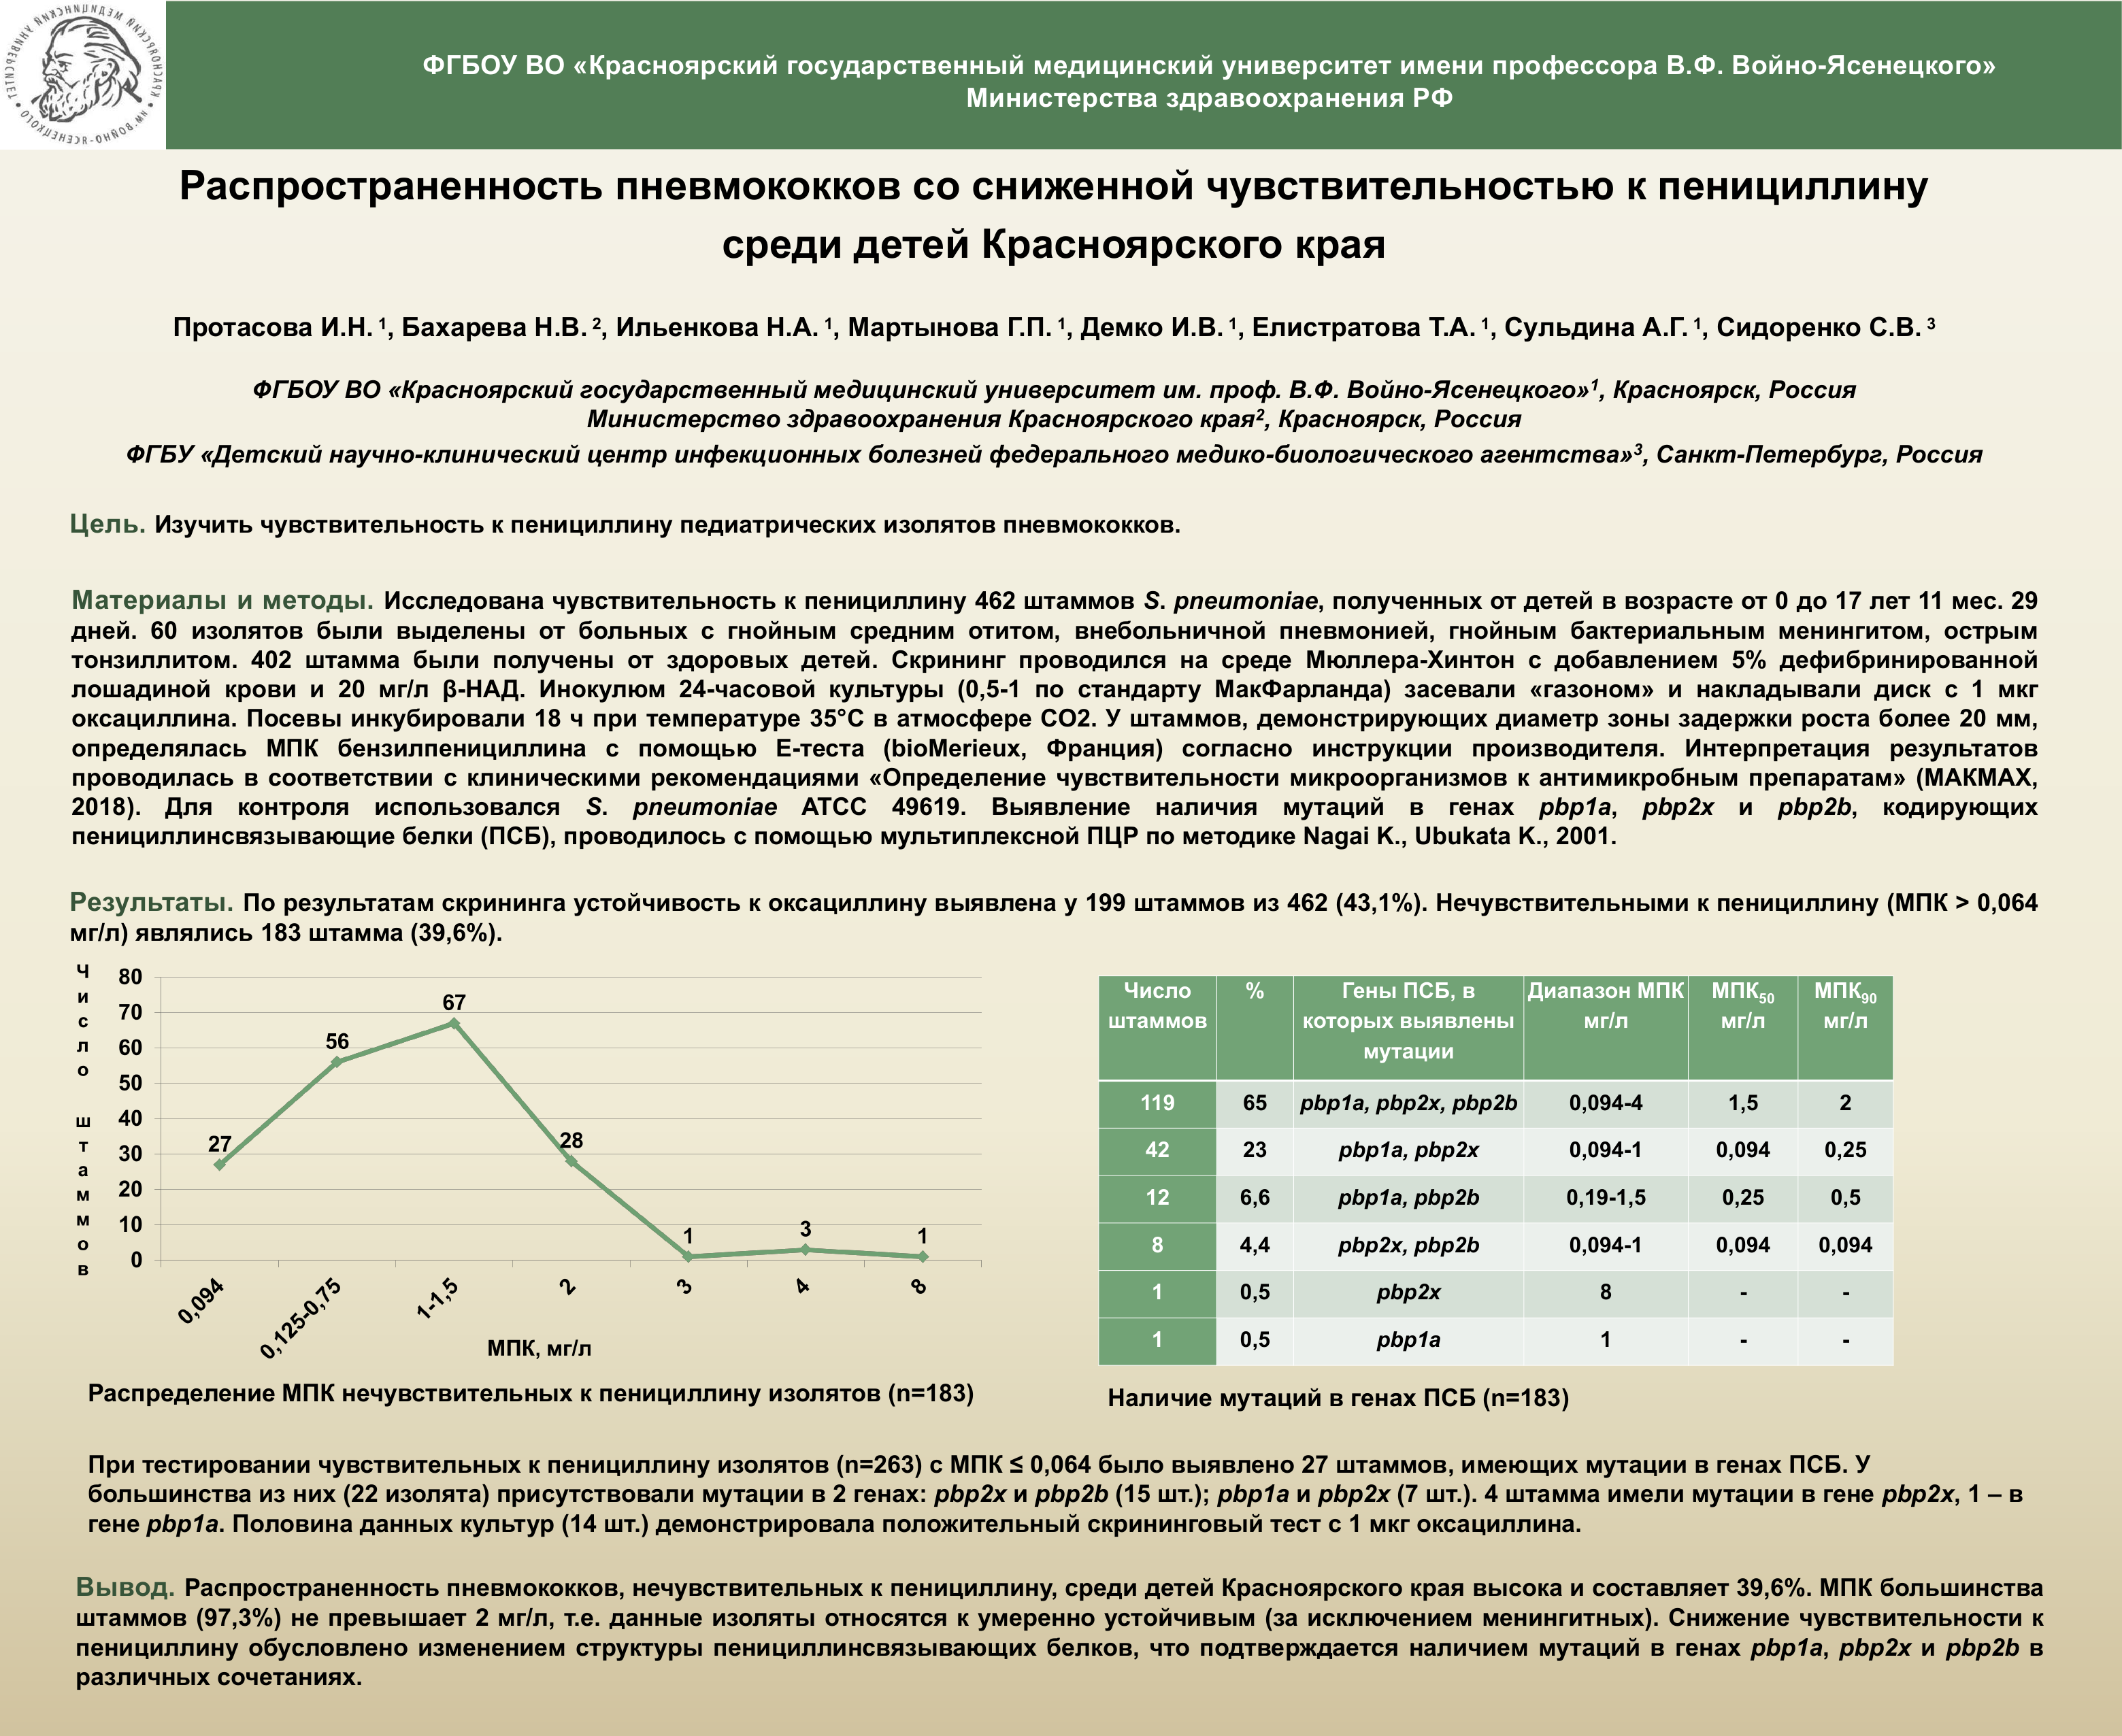 ФГБОУ ВО «Красноярский государственный медицинский университет имени профессора В.Ф. Войно-Ясенецкого»
Министерства здравоохранения РФ
Распространенность пневмококков со сниженной чувствительностью к пенициллину
среди детей Красноярского края
Протасова И.Н. 1, Бахарева Н.В. 2, Ильенкова Н.А. 1, Мартынова Г.П. 1, Демко И.В. 1, Елистратова Т.А. 1, Сульдина А.Г. 1, Сидоренко С.В. 3
ФГБОУ ВО «Красноярский государственный медицинский университет им. проф. В.Ф. Войно-Ясенецкого»1, Красноярск, Россия
Министерство здравоохранения Красноярского края2, Красноярск, Россия
ФГБУ «Детский научно-клинический центр инфекционных болезней федерального медико-биологического агентства»3, Санкт-Петербург, Россия
Цель. Изучить чувствительность к пенициллину педиатрических изолятов пневмококков.
Материалы и методы. Исследована чувствительность к пенициллину 462 штаммов S. pneumoniae, полученных от детей в возрасте от 0 до 17 лет 11 мес. 29
дней. 60 изолятов были выделены от больных с гнойным средним отитом, внебольничной пневмонией, гнойным бактериальным менингитом, острым
тонзиллитом. 402 штамма были получены от здоровых детей. Скрининг проводился на среде Мюллера-Хинтон с добавлением 5% дефибринированной
лошадиной крови и 20 мг/л β-НАД. Инокулюм 24-часовой культуры (0,5-1 по стандарту МакФарланда) засевали «газоном» и накладывали диск с 1 мкг
оксациллина. Посевы инкубировали 18 ч при температуре 35°С в атмосфере СО2. У штаммов, демонстрирующих диаметр зоны задержки роста более 20 мм,
определялась МПК бензилпенициллина с помощью Е-теста (bioMerieux, Франция) согласно инструкции производителя. Интерпретация результатов
проводилась в соответствии с клиническими рекомендациями «Определение чувствительности микроорганизмов к антимикробным препаратам» (МАКМАХ,
2018). Для контроля использовался S. pneumoniae ATCC 49619. Выявление наличия мутаций в генах pbp1a, pbp2x и pbp2b, кодирующих
пенициллинсвязывающие белки (ПСБ), проводилось с помощью мультиплексной ПЦР по методике Nagai K., Ubukata K., 2001.
Результаты. По результатам скрининга устойчивость к оксациллину выявлена у 199 штаммов из 462 (43,1%). Нечувствительными к пенициллину (МПК > 0,064
мг/л) являлись 183 штамма (39,6%).
Число штаммов
80
70
60
50
40
30
20
10
0
27
56
67
28
1
3
1
0,094
0,125-0,75
1-1,5
2
3
4
8
МПК, мг/л
Распределение МПК нечувствительных к пенициллину изолятов (n=183)
Число штаммов % Гены ПСБ, в которых выявлены мутации Диапазон МПК мг/л МПК50 мг/л МПК90 мг/л
119 65 pbp1a, pbp2x, pbp2b 0,094-4 1,5 2
42 23 pbp1a, pbp2x 0,094-1 0,094 0,25
12 6,6 pbp1a, pbp2b 0,19-1,5 0,25 0,5
8 4,4 pbp2x, pbp2b 0,094-1 0,094 0,094
1 0,5 pbp2x 8 - -
1 0,5 pbp1a 1 - -
Наличие мутаций в генах ПСБ (n=183)
При тестировании чувствительных к пенициллину изолятов (n=263) с МПК ≤ 0,064 было выявлено 27 штаммов, имеющих мутации в генах ПСБ. У
большинства из них (22 изолята) присутствовали мутации в 2 генах: pbp2x и pbp2b (15 шт.); pbp1a и pbp2x (7 шт.). 4 штамма имели мутации в гене pbp2x, 1 – в
гене pbp1a. Половина данных культур (14 шт.) демонстрировала положительный скрининговый тест с 1 мкг оксациллина.
Вывод. Распространенность пневмококков, нечувствительных к пенициллину, среди детей Красноярского края высока и составляет 39,6%. МПК большинства
штаммов (97,3%) не превышает 2 мг/л, т.е. данные изоляты относятся к умеренно устойчивым (за исключением менингитных). Снижение чувствительности к
пенициллину обусловлено изменением структуры пенициллинсвязывающих белков, что подтверждается наличием мутаций в генах pbp1a, pbp2x и pbp2b в
различных сочетаниях.